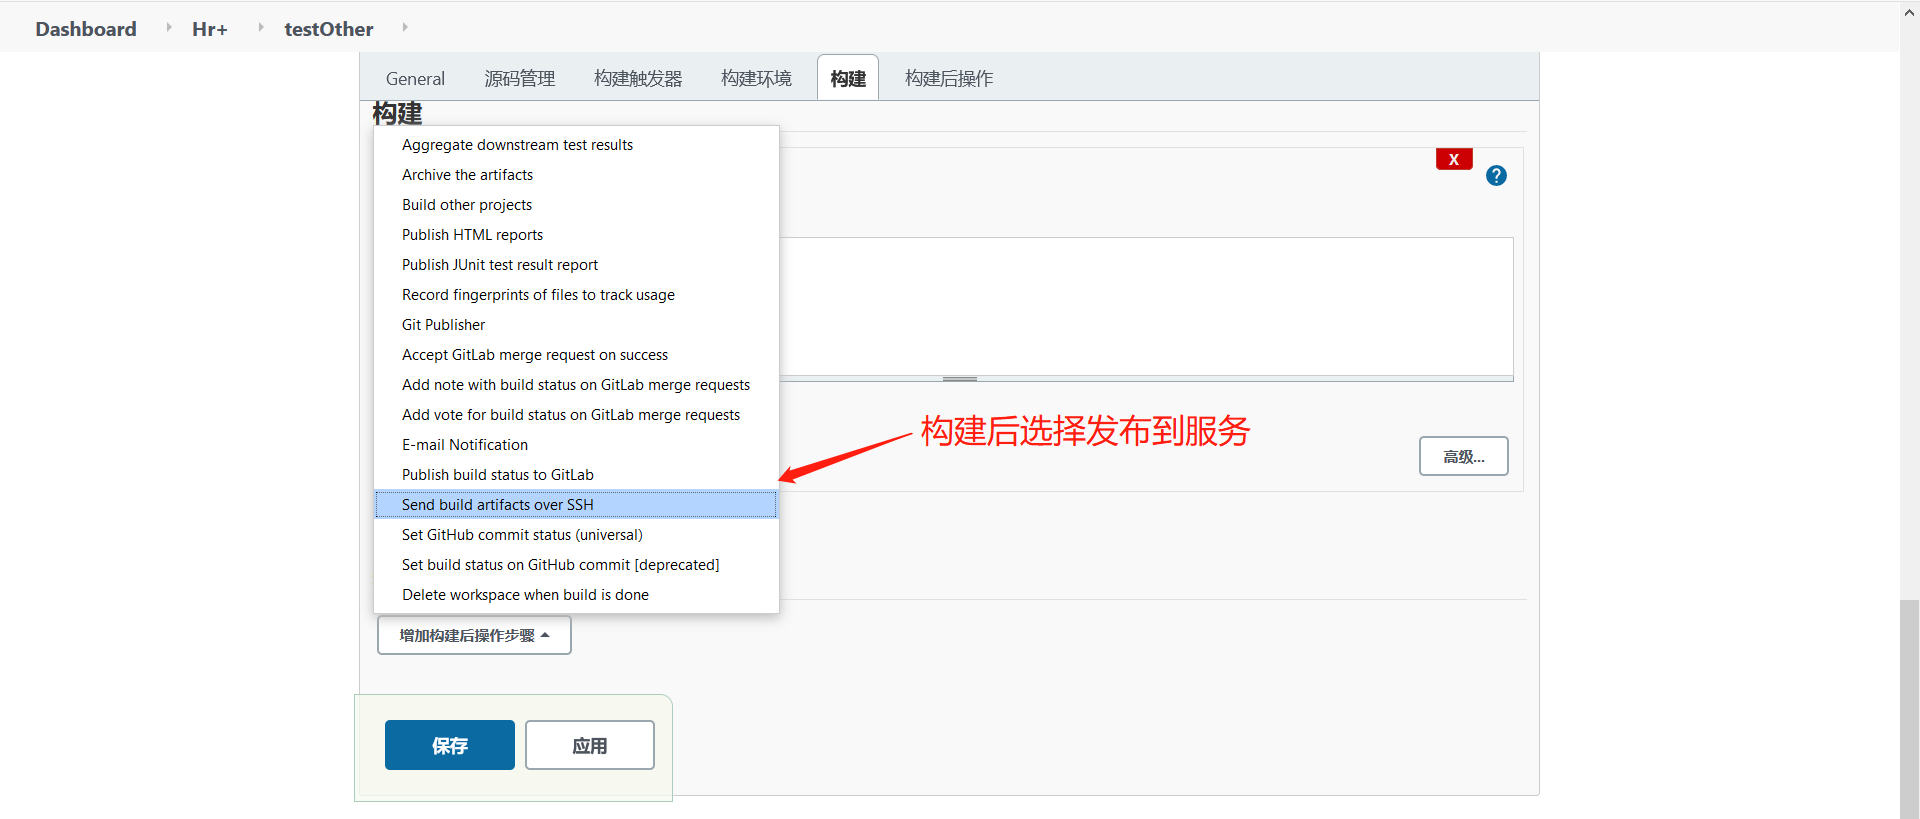 Dashboard Hr+ testOther
General 源码管理 构建触发器 构建环境 构建 构建后操作
构建
Aggregate downstream test results
X
Archive the artifacts
?
Build other projects
Publish HTML reports
Publish JUnit test result report
Record fingerprints of files to track usage
Git Publisher
Accept GitLab merge request on success
Add note with build status on GitLab merge requests
Add vote for build status on GitLab merge requests
构建后选择发布到服务
E-mail Notification
高级...
Publish build status to GitLab
Send build artifacts over SSH
Set GitHub commit status (universal)
Set build status on GitHub commit [deprecated]
Delete workspace when build is done
增加构建后操作步骤
保存 应用